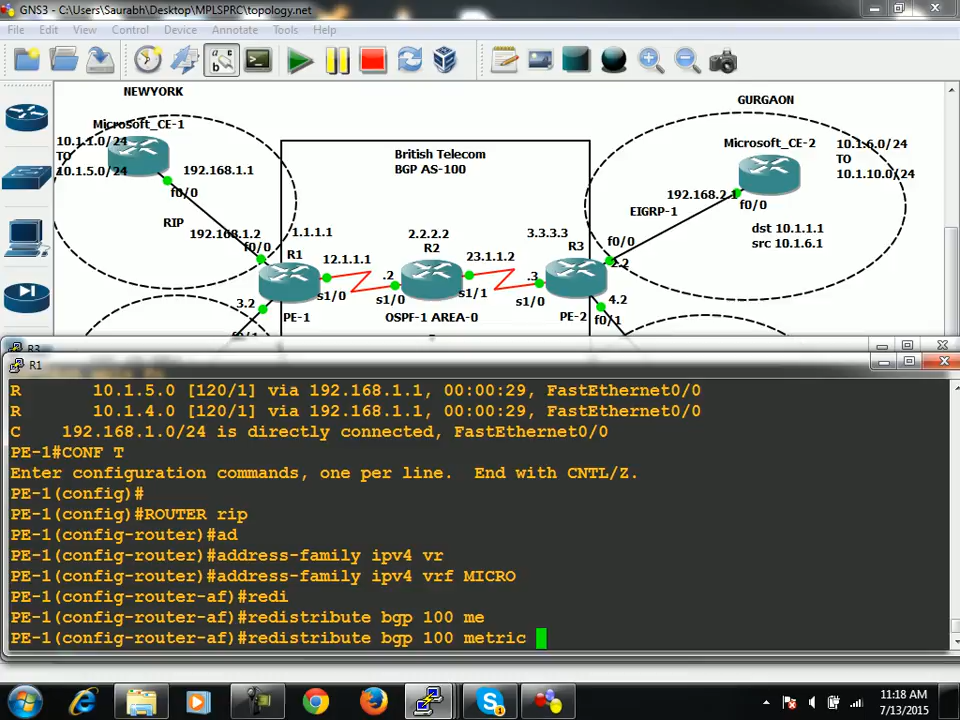 GNS3 - C:\Users\Saurabh\Desktop\MPLSPRC\topology.net
File Edit View Control Device Annotate Tools Help
NEWYORK
GURGAON
Microsoft_CE-1
10.1.1.0/24
TO
10.1.5.0/24
192.168.1.1
f0/0
RIP
192.168.1.2
f0/0
British Telecom
BGP AS-100
Microsoft_CE-2
10.1.6.0/24
TO
10.1.10.0/24
192.168.2.1
f0/0
EIGRP-1
dst 10.1.1.1
src 10.1.6.1
1.1.1.1
R1
12.1.1.1
s1/0
2.2.2.2
R2
.2
s1/0
23.1.1.2
s1/1
3.3.3.3
R3
.3
s1/0
f0/0
2.2
3.2
PE-1
OSPF-1 AREA-0
PE-2
4.2
f0/1
f0/1
R3
R1
R 10.1.5.0 [120/1] via 192.168.1.1, 00:00:29, FastEthernet0/0
R 10.1.4.0 [120/1] via 192.168.1.1, 00:00:29, FastEthernet0/0
C 192.168.1.0/24 is directly connected, FastEthernet0/0
PE-1#CONF T
Enter configuration commands, one per line. End with CNTL/Z.
PE-1(config)#
PE-1(config)#ROUTER rip
PE-1(config-router)#ad
PE-1(config-router)#address-family ipv4 vr
PE-1(config-router)#address-family ipv4 vrf MICRO
PE-1(config-router-af)#redi
PE-1(config-router-af)#redistribute bgp 100 me
PE-1(config-router-af)#redistribute bgp 100 metric
11:18 AM
7/13/2015